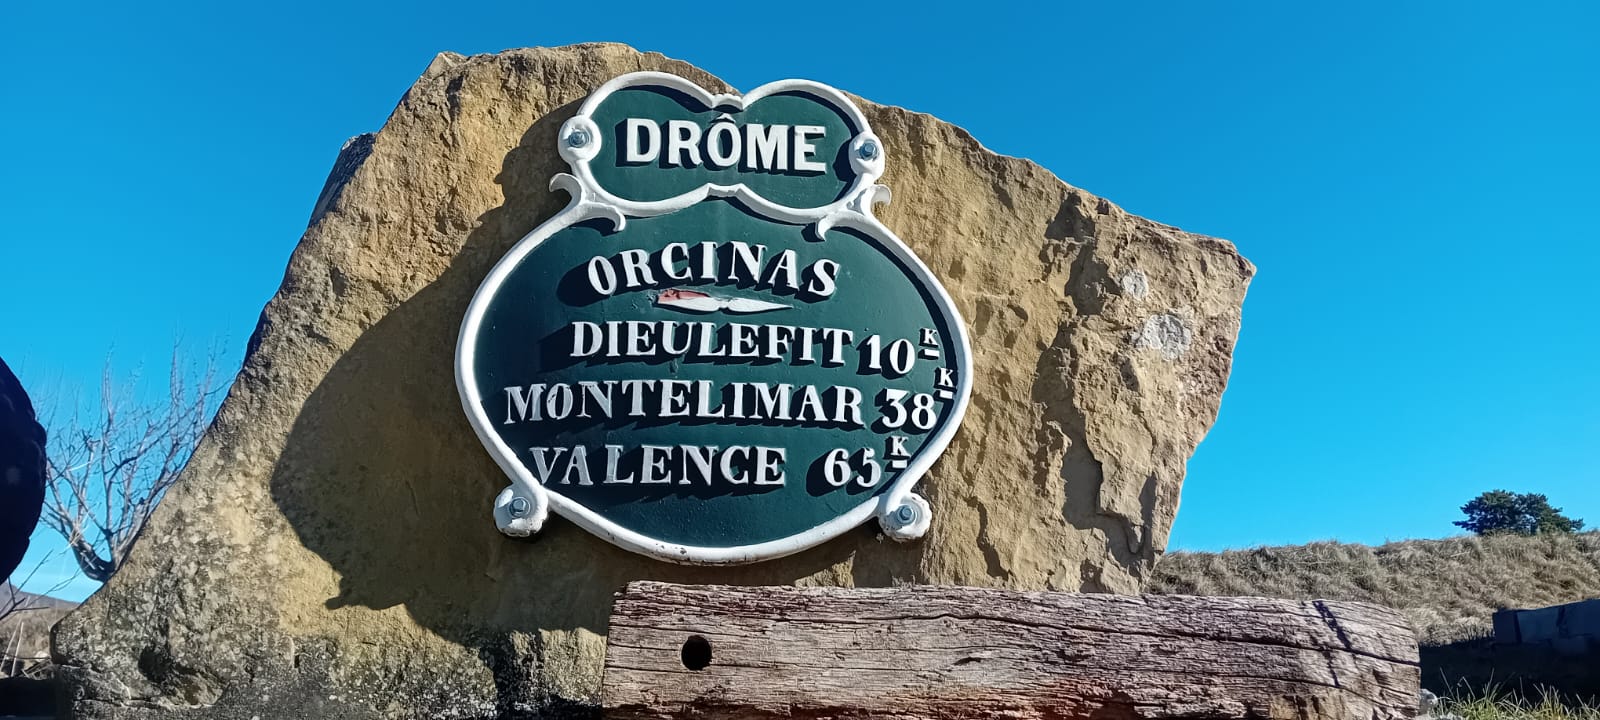 DRÔME
ORCINAS
DIEULEFIT 10 K
MONTELIMAR 38 K
VALENCE 65 K